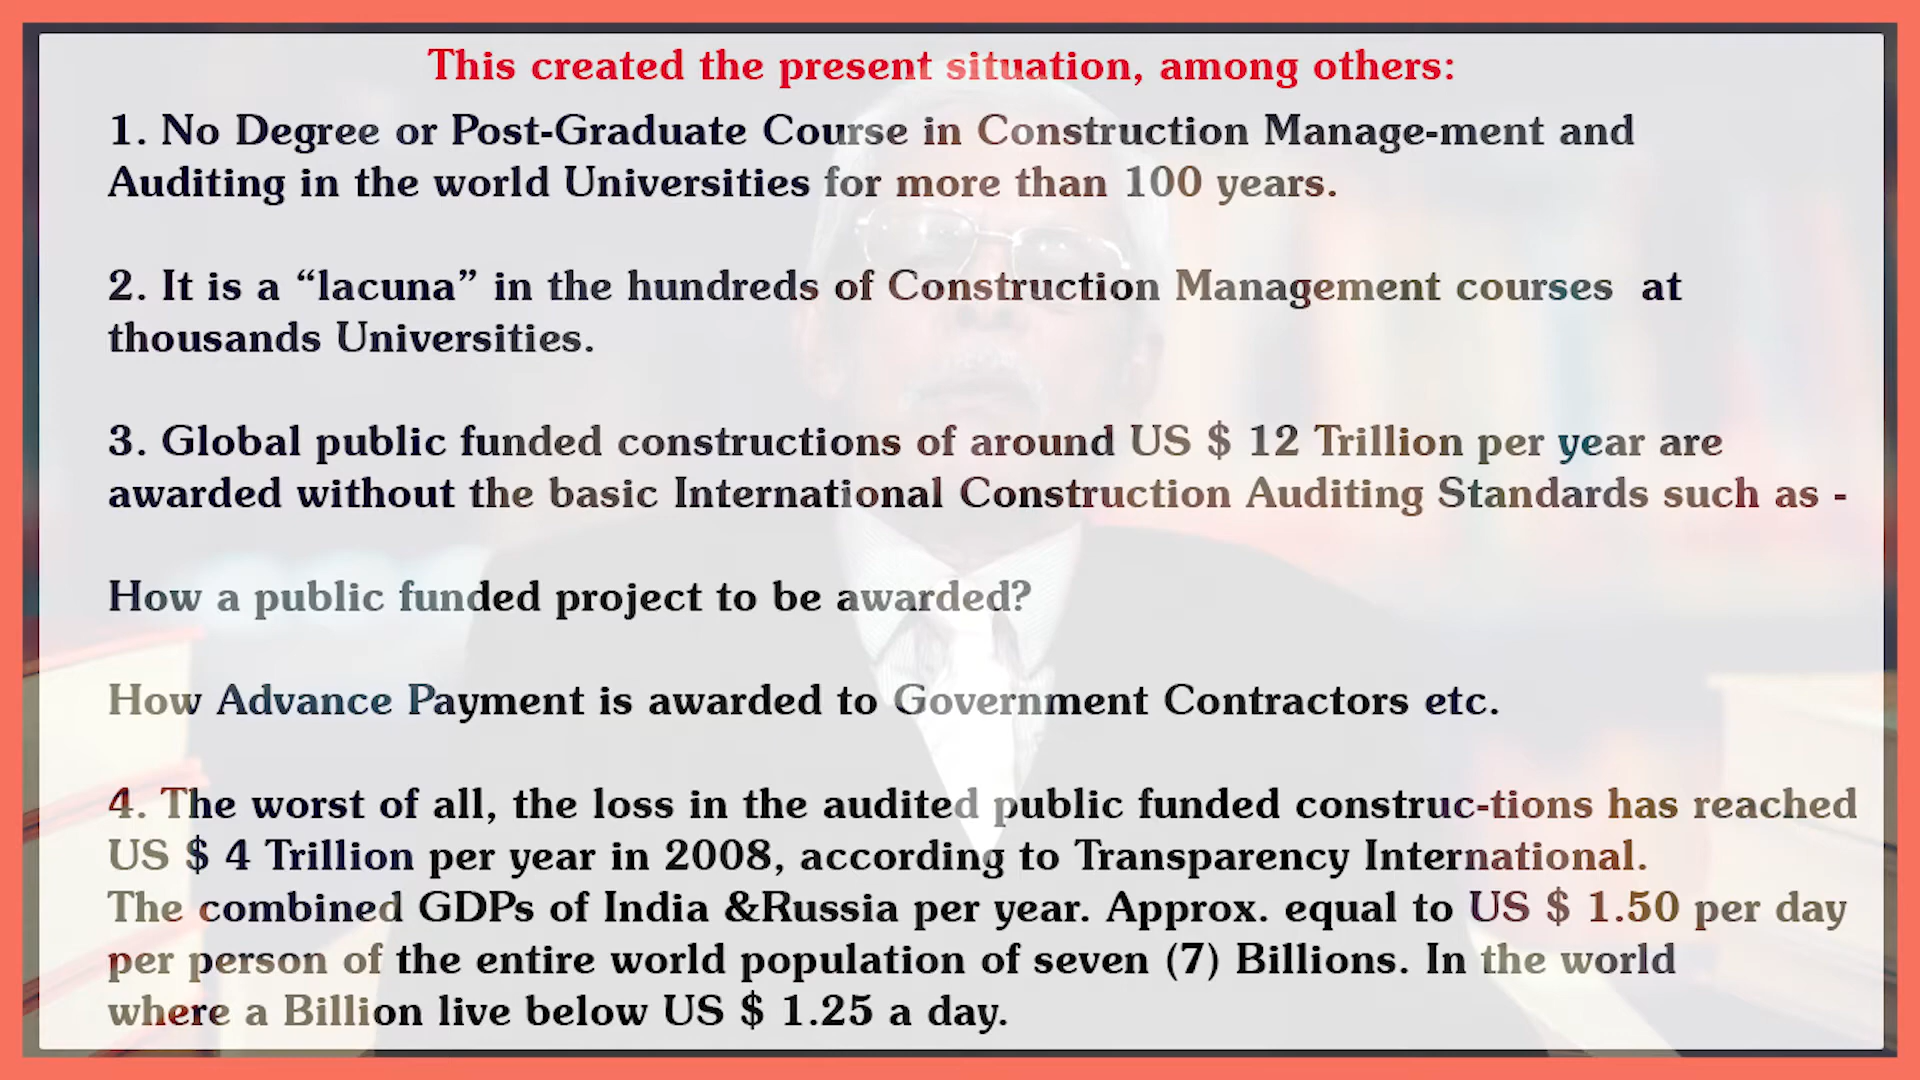 This created the present situation, among others:
1. No Degree or Post-Graduate Course in Construction Manage-ment and
Auditing in the world Universities for more than 100 years.
2. It is a “lacuna” in the hundreds of Construction Management courses  at
thousands Universities.
3. Global public funded constructions of around US $ 12 Trillion per year are
awarded without the basic International Construction Auditing Standards such as -
How a public funded project to be awarded?
How Advance Payment is awarded to Government Contractors etc.
4. The worst of all, the loss in the audited public funded construc-tions has reached
US $ 4 Trillion per year in 2008, according to Transparency International.
The combined GDPs of India &Russia per year. Approx. equal to US $ 1.50 per day
per person of the entire world population of seven (7) Billions. In the world
where a Billion live below US $ 1.25 a day.